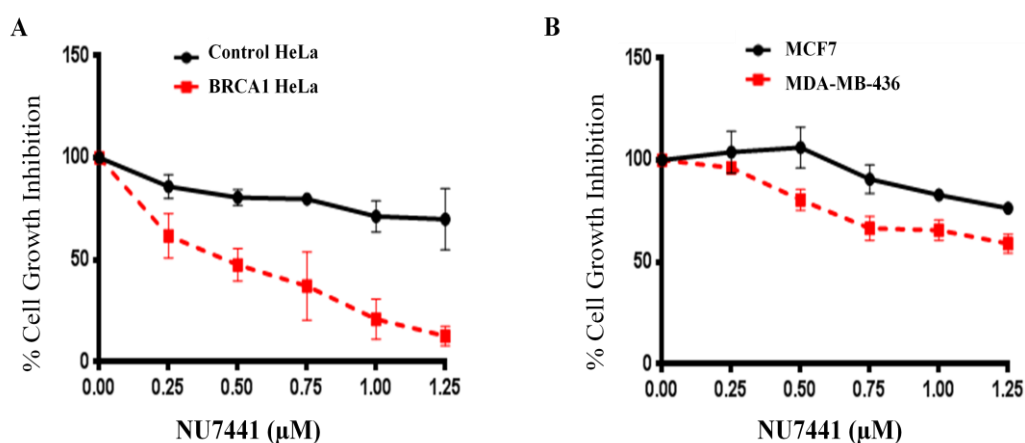 A
Control HeLa
BRCA1 HeLa
% Cell Growth Inhibition
150
100
50
0
0.00 0.25 0.50 0.75 1.00 1.25
NU7441 (μM)
B
MCF7
MDA-MB-436
% Cell Growth Inhibition
150
100
50
0
0.00 0.25 0.50 0.75 1.00 1.25
NU7441 (μM)